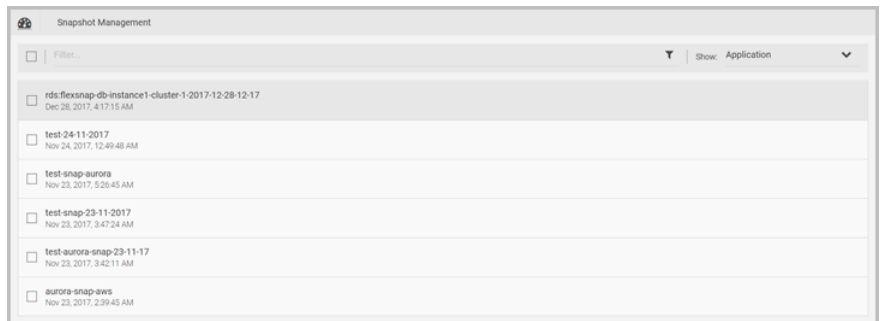 Snapshot Management
Filter...
Show: Application
rds:flexsnap-db-instance1-cluster-1-2017-12-28-12-17
Dec 28, 2017, 4:17:15 AM
test-24-11-2017
Nov 24, 2017, 12:49:48 AM
test-snap-aurora
Nov 23, 2017, 5:26:45 AM
test-snap-23-11-2017
Nov 23, 2017, 3:47:24 AM
test-aurora-snap-23-11-17
Nov 23, 2017, 3:42:11 AM
aurora-snap-aws
Nov 23, 2017, 2:39:45 AM